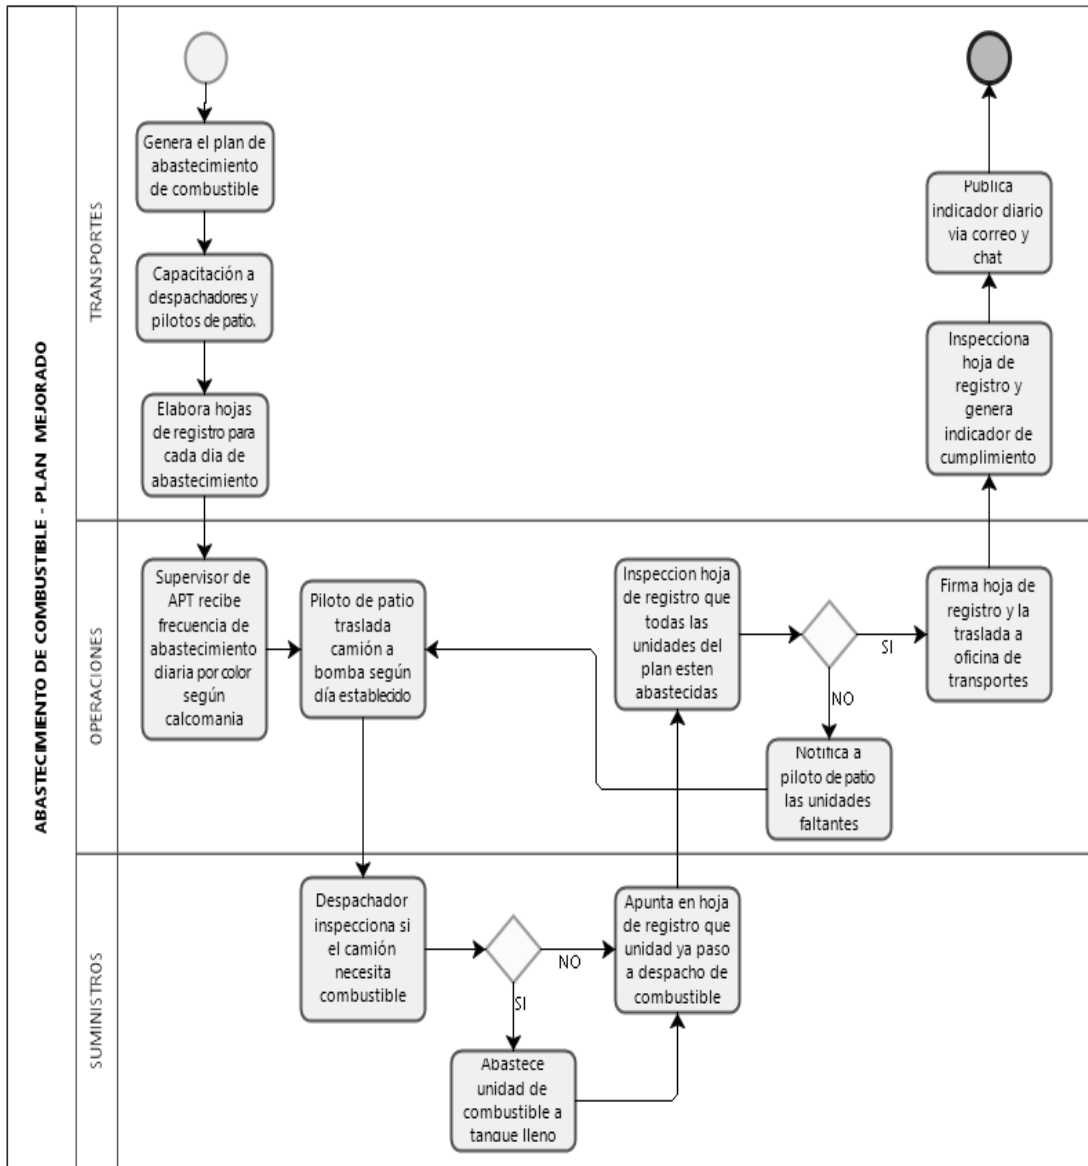 ABASTECIMIENTO DE COMBUSTIBLE - PLAN MEJORADO
TRANSPORTES
Genera el plan de
abastecimiento
de combustible
Capacitación a
despachadores y
pilotos de patio.
Elabora hojas
de registro para
cada dia de
abastecimiento
Publica
indicador diario
via correo y
chat
Inspecciona
hoja de
registro y
genera
indicador de
cumplimiento
OPERACIONES
Supervisor de
APT recibe
frecuencia de
abastecimiento
diaria por color
según
calcomania
Piloto de patio
traslada
camión a
bomba según
día establecido
Inspeccion hoja
de registro que
todas las
unidades del
plan esten
abastecidas
SI
NO
Firma hoja de
registro y la
traslada a
oficina de
transportes
Notifica a
piloto de patio
las unidades
faltantes
SUMINISTROS
Despachador
inspecciona si
el camión
necesita
combustible
NO
SI
Apunta en hoja
de registro que
unidad ya paso
a despacho de
combustible
Abastece
unidad de
combustible a
tanque lleno